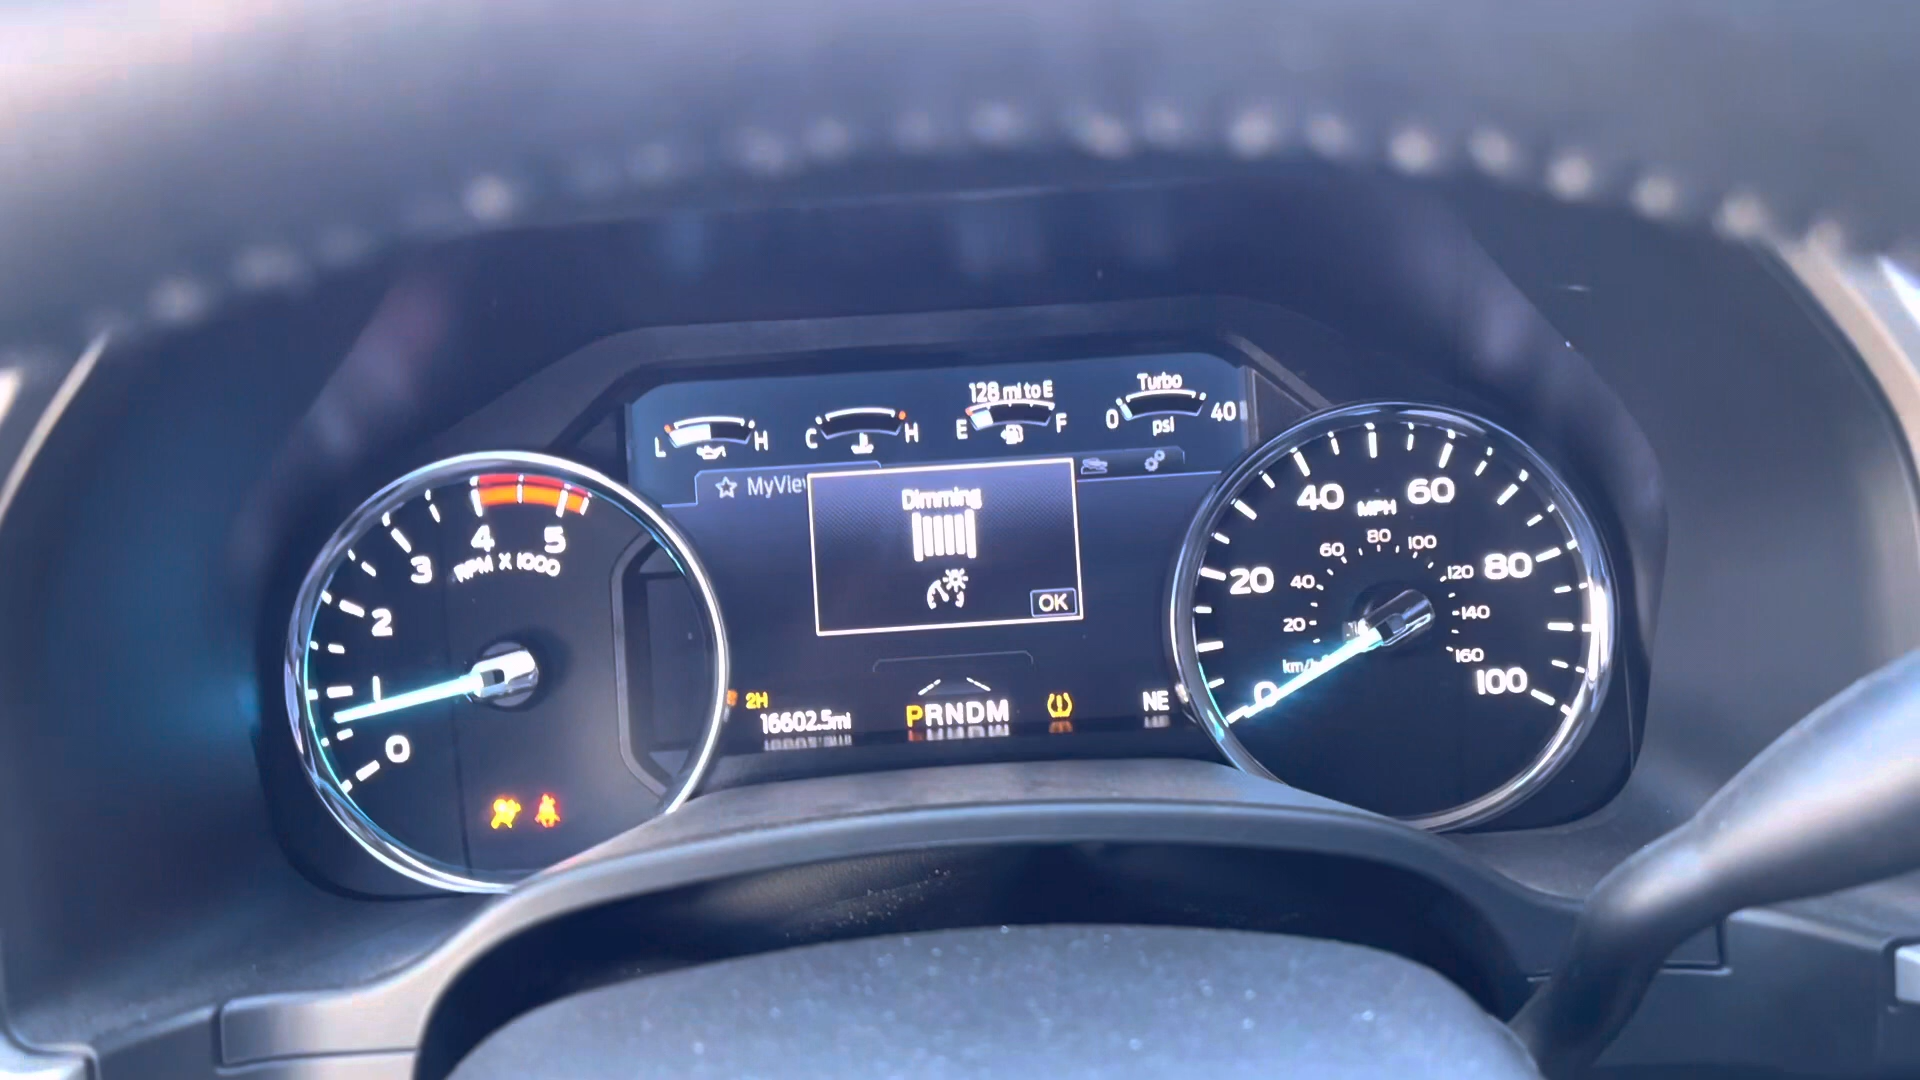 128 mi to E
Turbo
L H
C H
E F
0 40
psi
MyView
Dimming
OK
2H
16602.5mi
PRNDM
NE
0
1
2
3
4
5
RPM X 1000
0
20
40
60
80
100
MPH
20
40
60
80
100
120
140
160
km/h